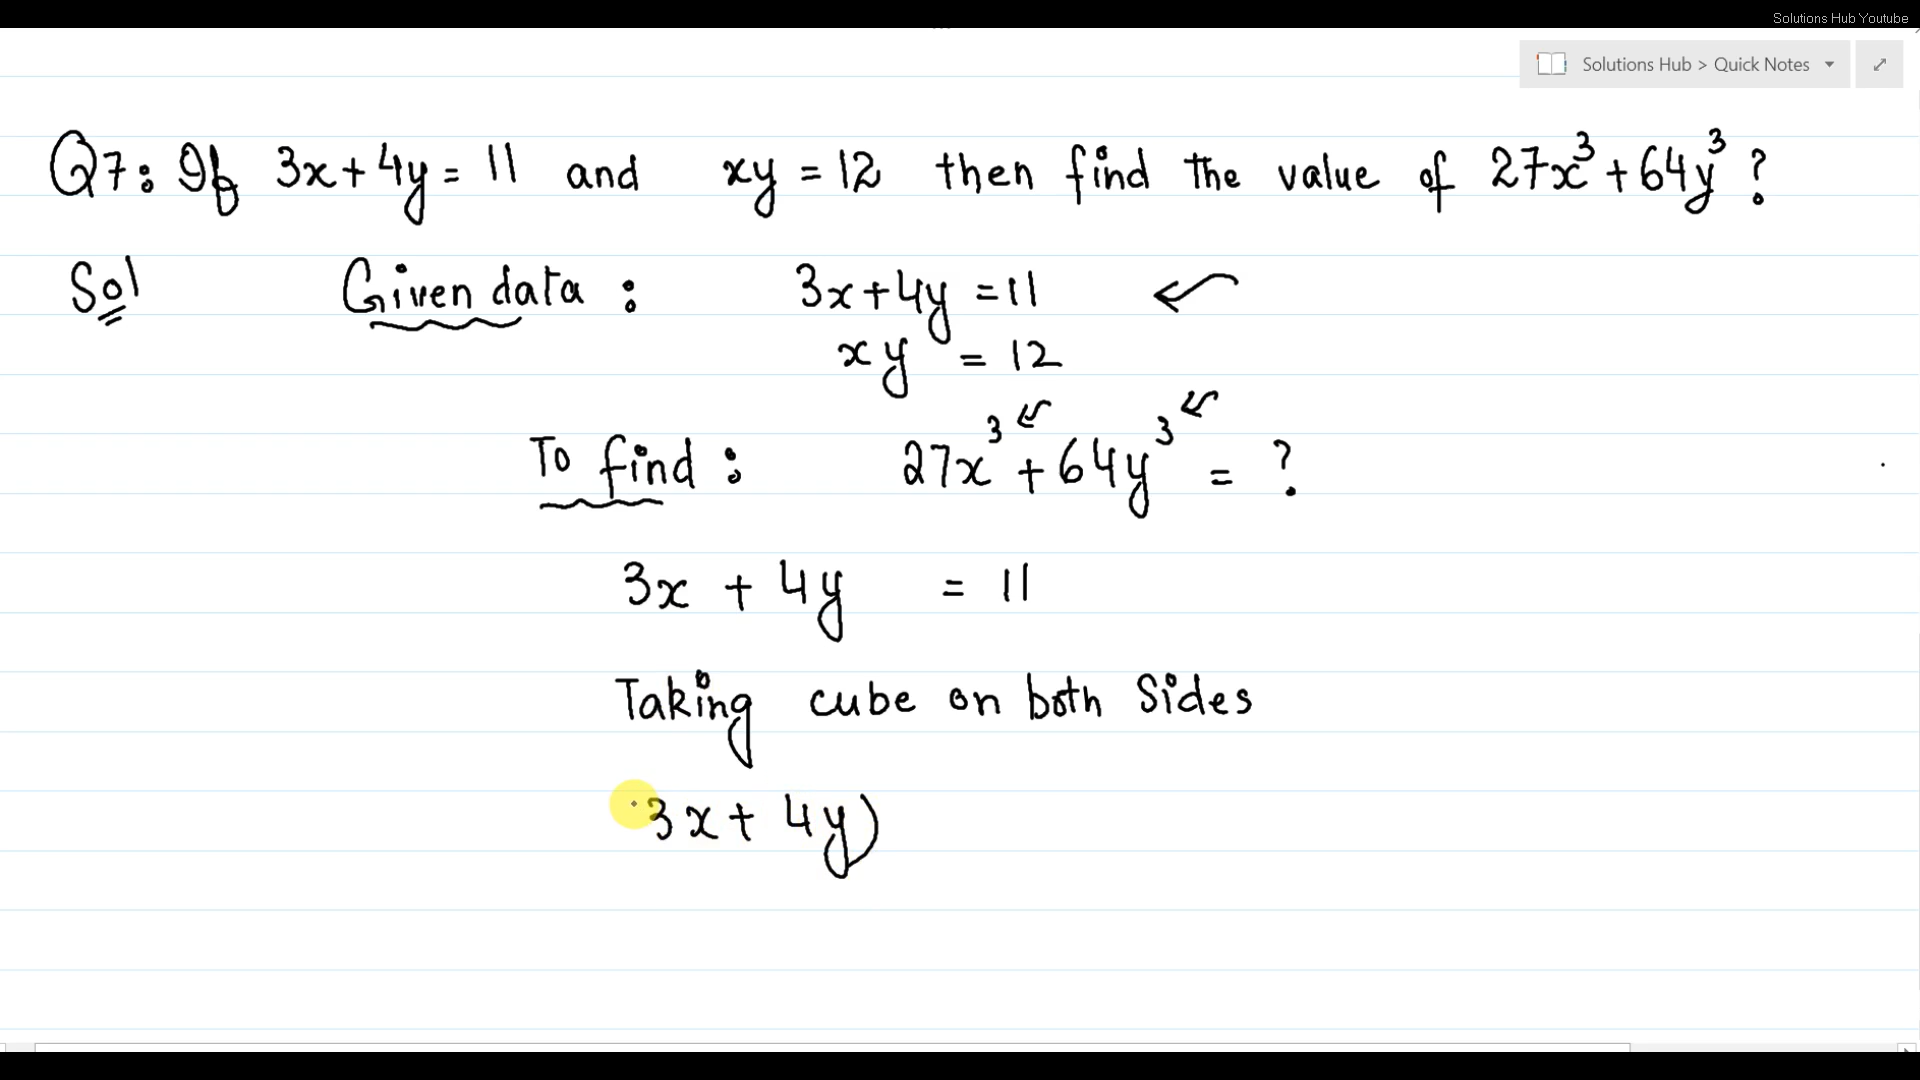 Solutions Hub Youtube
Solutions Hub > Quick Notes
Q7: If 3x+4y = 11 and xy = 12 then find the value of 27x³+64y³ ?
Sol Given data : 3x+4y = 11
xy = 12
To find : 27x³+64y³ = ?
3x + 4y = 11
Taking cube on both Sides
3x + 4y)